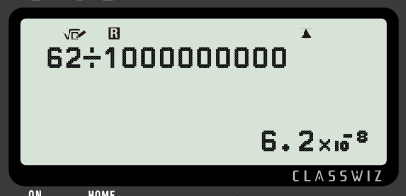 √ R
62÷1000000000
6.2×10⁻⁸
CLASSWIZ
ON HOME